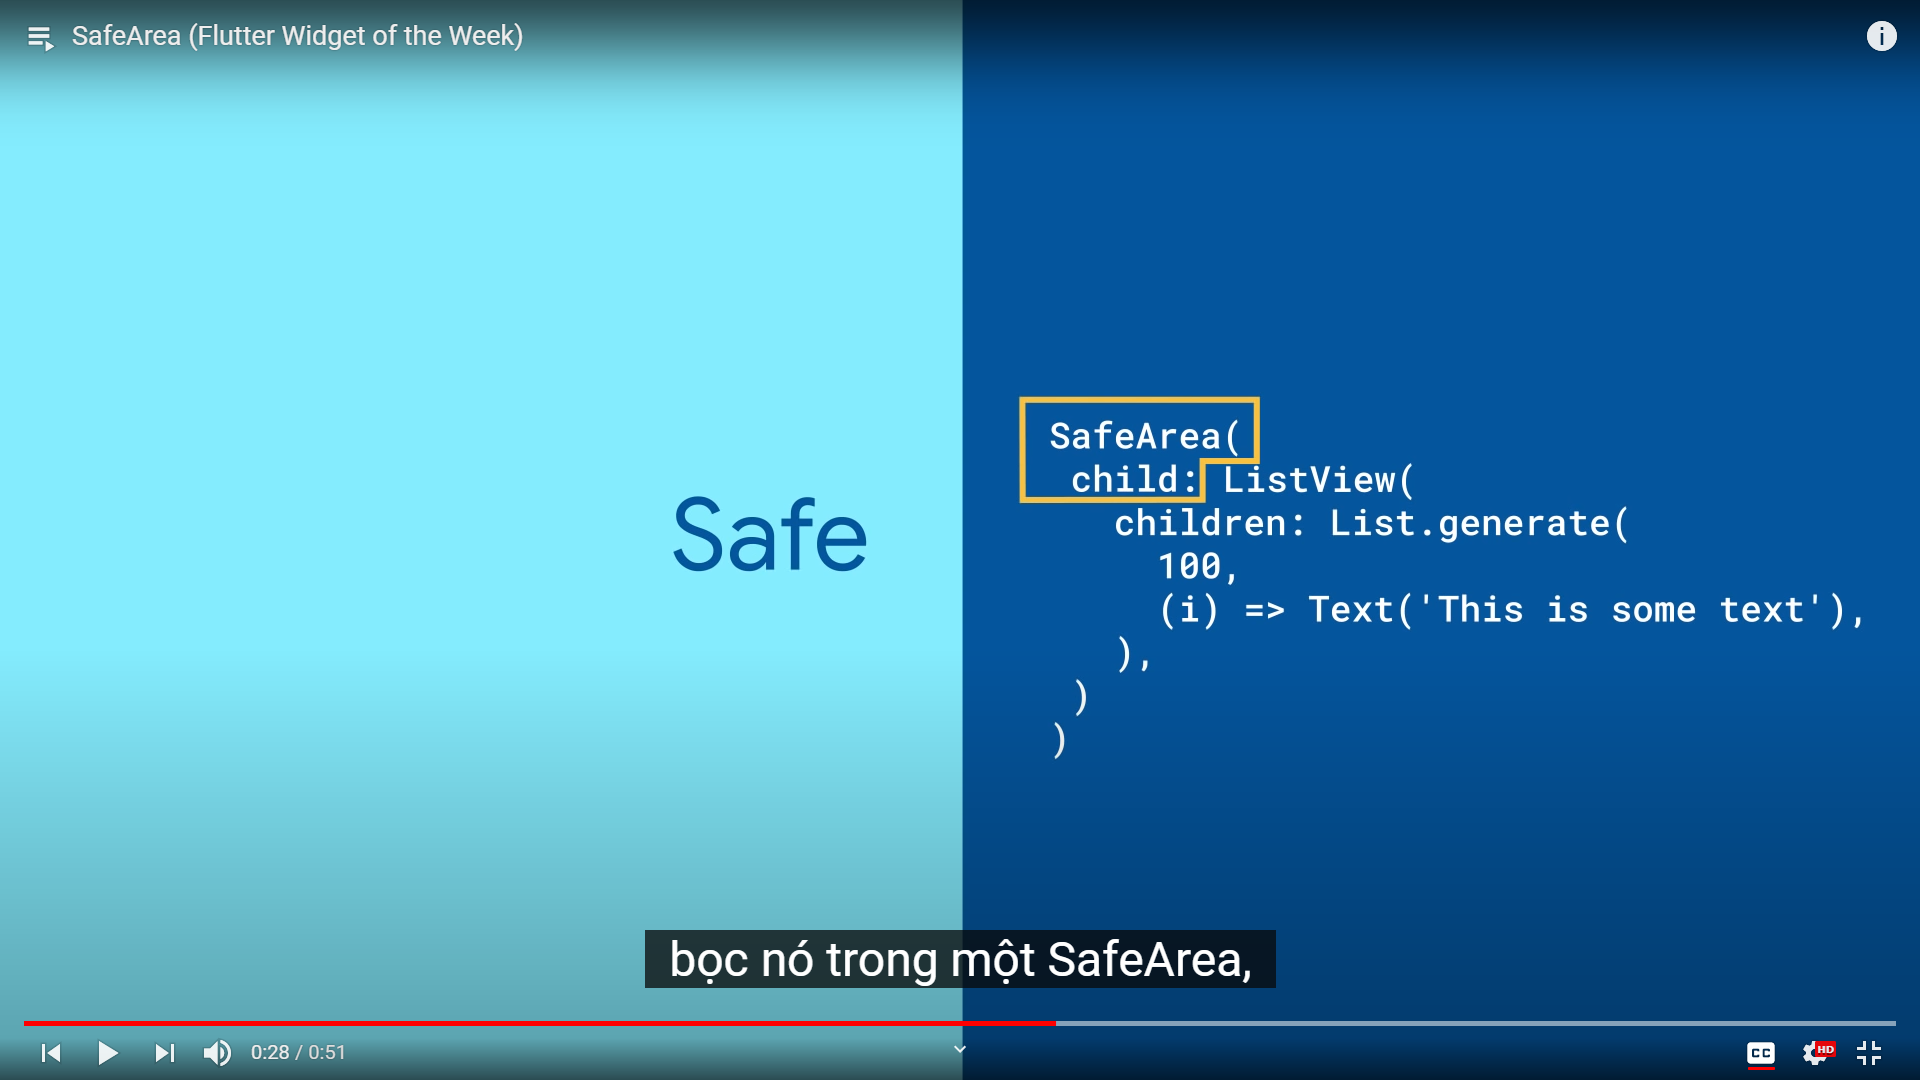 SafeArea (Flutter Widget of the Week)
Safe
SafeArea(
child: ListView(
children: List.generate(
100,
(i) => Text('This is some text'),
),
)
)
bọc nó trong một SafeArea,
0:28 / 0:51
CC
HD